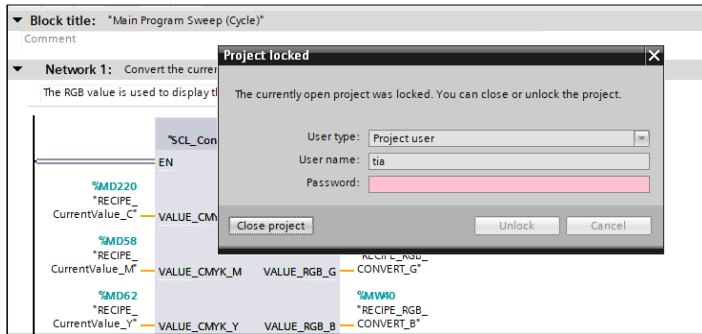 Block title: "Main Program Sweep (Cycle)"
Comment
Network 1: Convert the curren
The RGB value is used to display th
Project locked
The currently open project was locked. You can close or unlock the project.
User type: Project user
User name: tia
Password:
Close project Unlock Cancel
"SCL_Con
EN
%MD220
"RECIPE_
CurrentValue_C" VALUE_CMY
%MD58
"RECIPE_ "RECIPE_RGB_
CurrentValue_M" VALUE_CMYK_M VALUE_RGB_G CONVERT_G"
%MD62 %MW40
"RECIPE_ "RECIPE_RGB_
CurrentValue_Y" VALUE_CMYK_Y VALUE_RGB_B CONVERT_B"